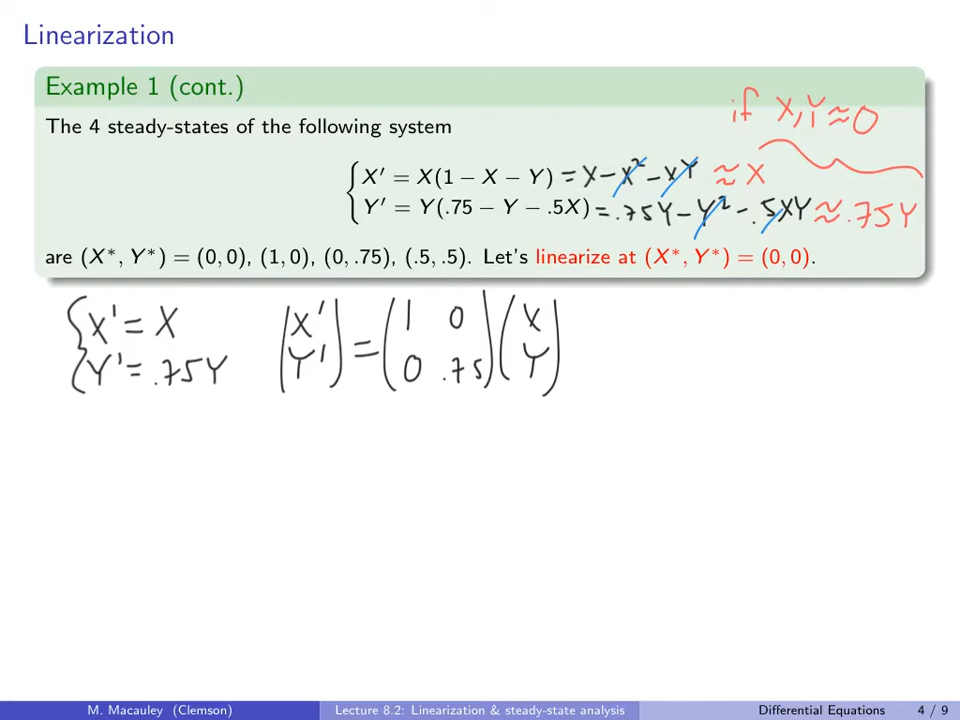 Linearization
Example 1 (cont.)
if X, Y ≈ 0
The 4 steady-states of the following system
X′ = X(1 − X − Y) = X − X² − XY ≈ X
Y′ = Y(.75 − Y − .5X) = .75Y − Y² − .5XY ≈ .75Y
are (X*, Y*) = (0, 0), (1, 0), (0, .75), (.5, .5). Let's linearize at (X*, Y*) = (0, 0).
{X' = X (X') = (1 0) (X)
{Y' = .75Y (Y') (0 .75) (Y)
M. Macauley (Clemson) Lecture 8.2: Linearization & steady-state analysis Differential Equations 4 / 9